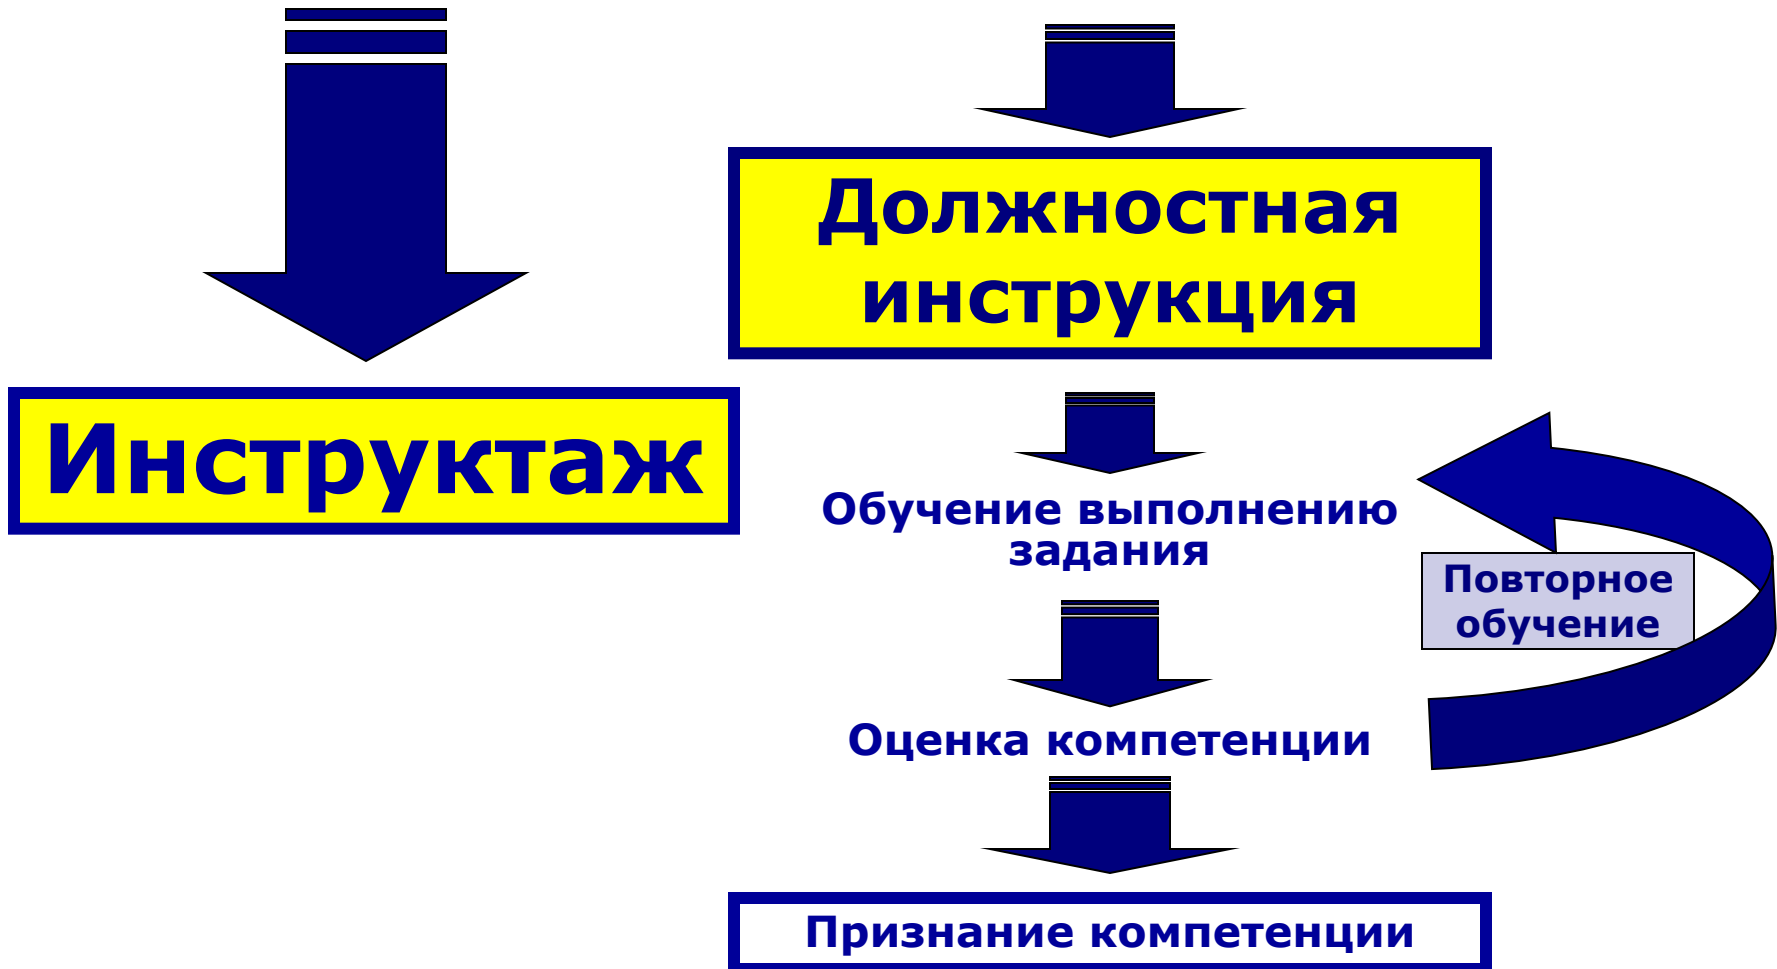 Должностная
инструкция
Инструктаж
Обучение выполнению
задания
Повторное
обучение
Оценка компетенции
Признание компетенции